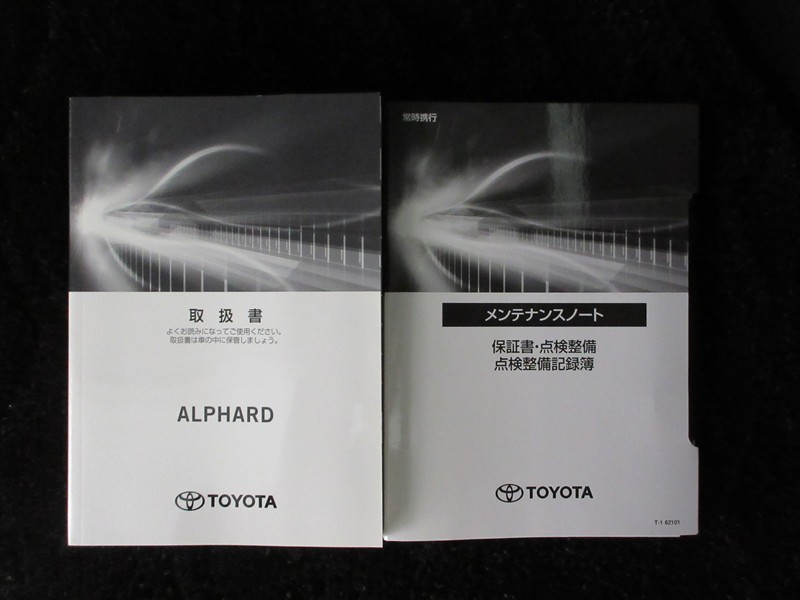 取扱書
よくお読みになってご使用ください。
取扱書は車の中に保管しましょう。
ALPHARD
TOYOTA
常時携行
メンテナンスノート
保証書・点検整備
点検整備記録簿
TOYOTA
T-1 62101